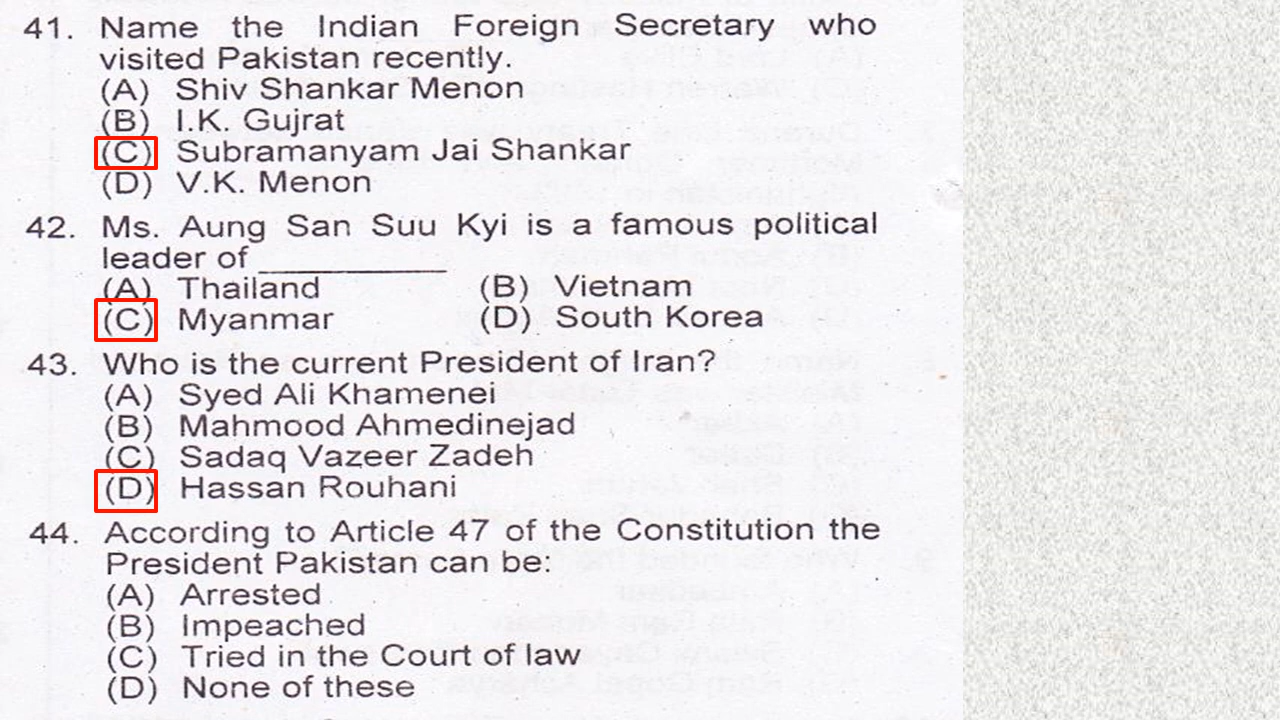 41. Name the Indian Foreign Secretary who
visited Pakistan recently.
(A) Shiv Shankar Menon
(B) I.K. Gujrat
(C) Subramanyam Jai Shankar
(D) V.K. Menon
42. Ms. Aung San Suu Kyi is a famous political
leader of ____________
(A) Thailand (B) Vietnam
(C) Myanmar (D) South Korea
43. Who is the current President of Iran?
(A) Syed Ali Khamenei
(B) Mahmood Ahmedinejad
(C) Sadaq Vazeer Zadeh
(D) Hassan Rouhani
44. According to Article 47 of the Constitution the
President Pakistan can be:
(A) Arrested
(B) Impeached
(C) Tried in the Court of law
(D) None of these